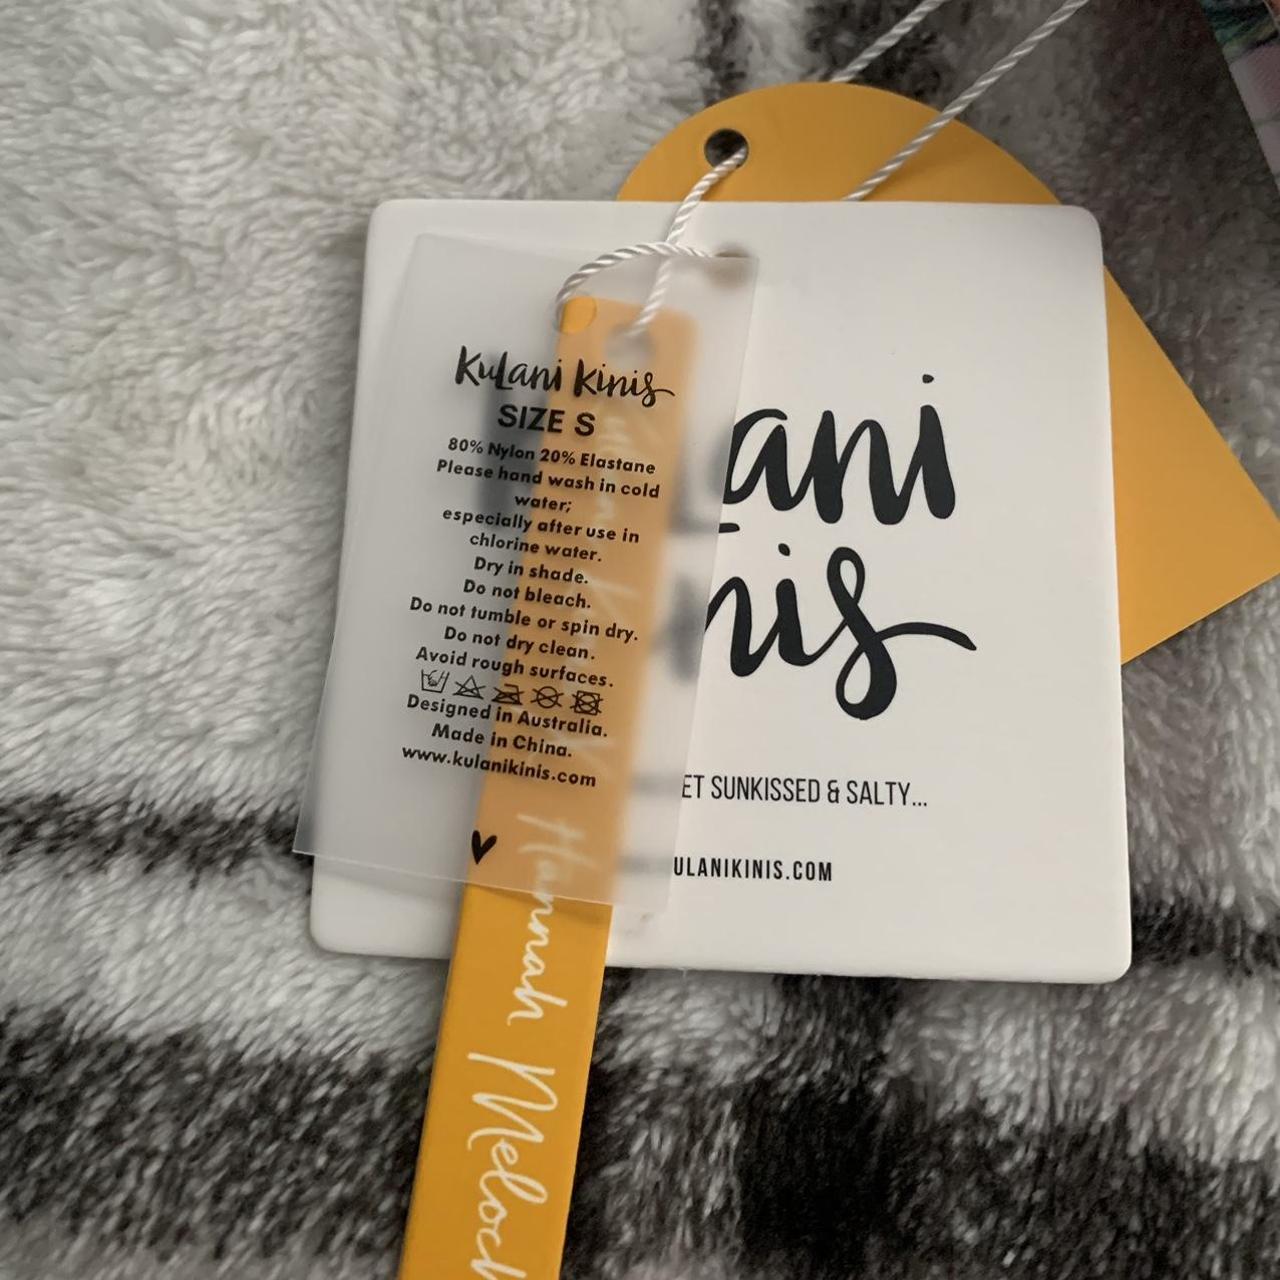 Kulani Kinis
SIZE S
80% Nylon 20% Elastane
Please hand wash in cold
water;
especially after use in
chlorine water.
Dry in shade.
Do not bleach.
Do not tumble or spin dry.
Do not dry clean.
Avoid rough surfaces.
Designed in Australia.
Made in China.
www.kulanikinis.com
ani
nis
ET SUNKISSED & SALTY...
ULANIKINIS.COM
Hannah Meloch